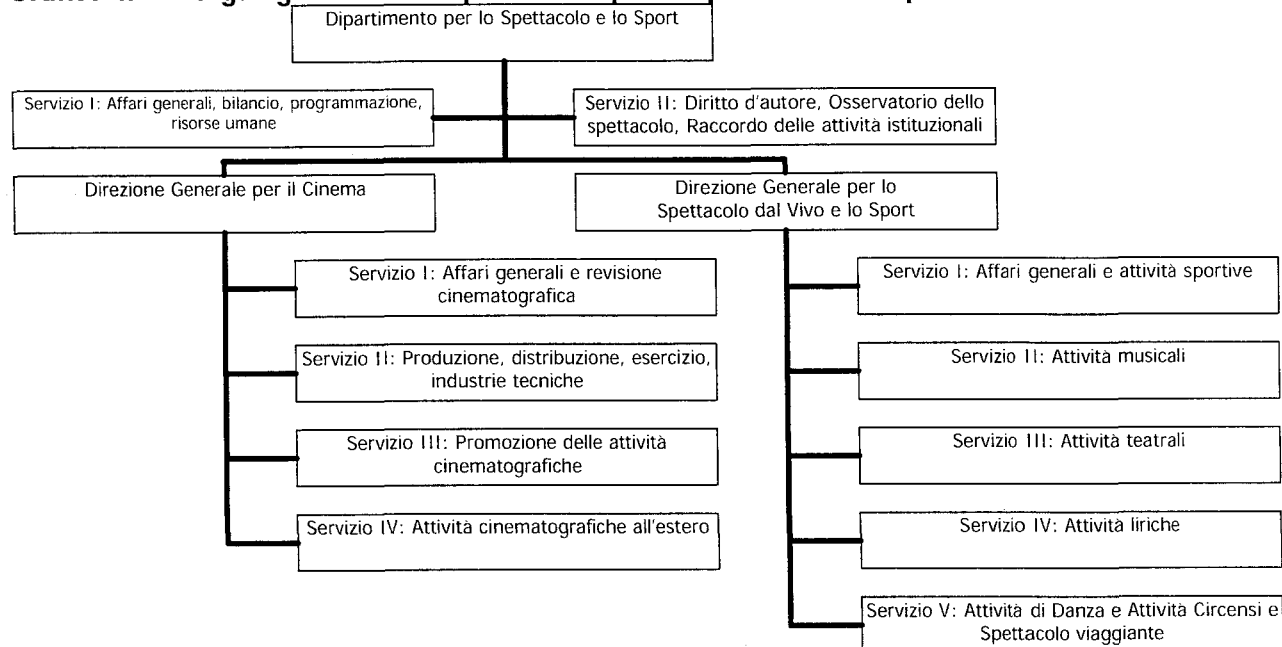 Dipartimento per lo Spettacolo e lo Sport
Servizio I: Affari generali, bilancio, programmazione,
risorse umane
Servizio II: Diritto d'autore, Osservatorio dello
spettacolo, Raccordo delle attività istituzionali
Direzione Generale per il Cinema
Direzione Generale per lo
Spettacolo dal Vivo e lo Sport
Servizio I: Affari generali e revisione
cinematografica
Servizio II: Produzione, distribuzione, esercizio,
industrie tecniche
Servizio III: Promozione delle attività
cinematografiche
Servizio IV: Attività cinematografiche all'estero
Servizio I: Affari generali e attività sportive
Servizio II: Attività musicali
Servizio III: Attività teatrali
Servizio IV: Attività liriche
Servizio V: Attività di Danza e Attività Circensi e
Spettacolo viaggiante